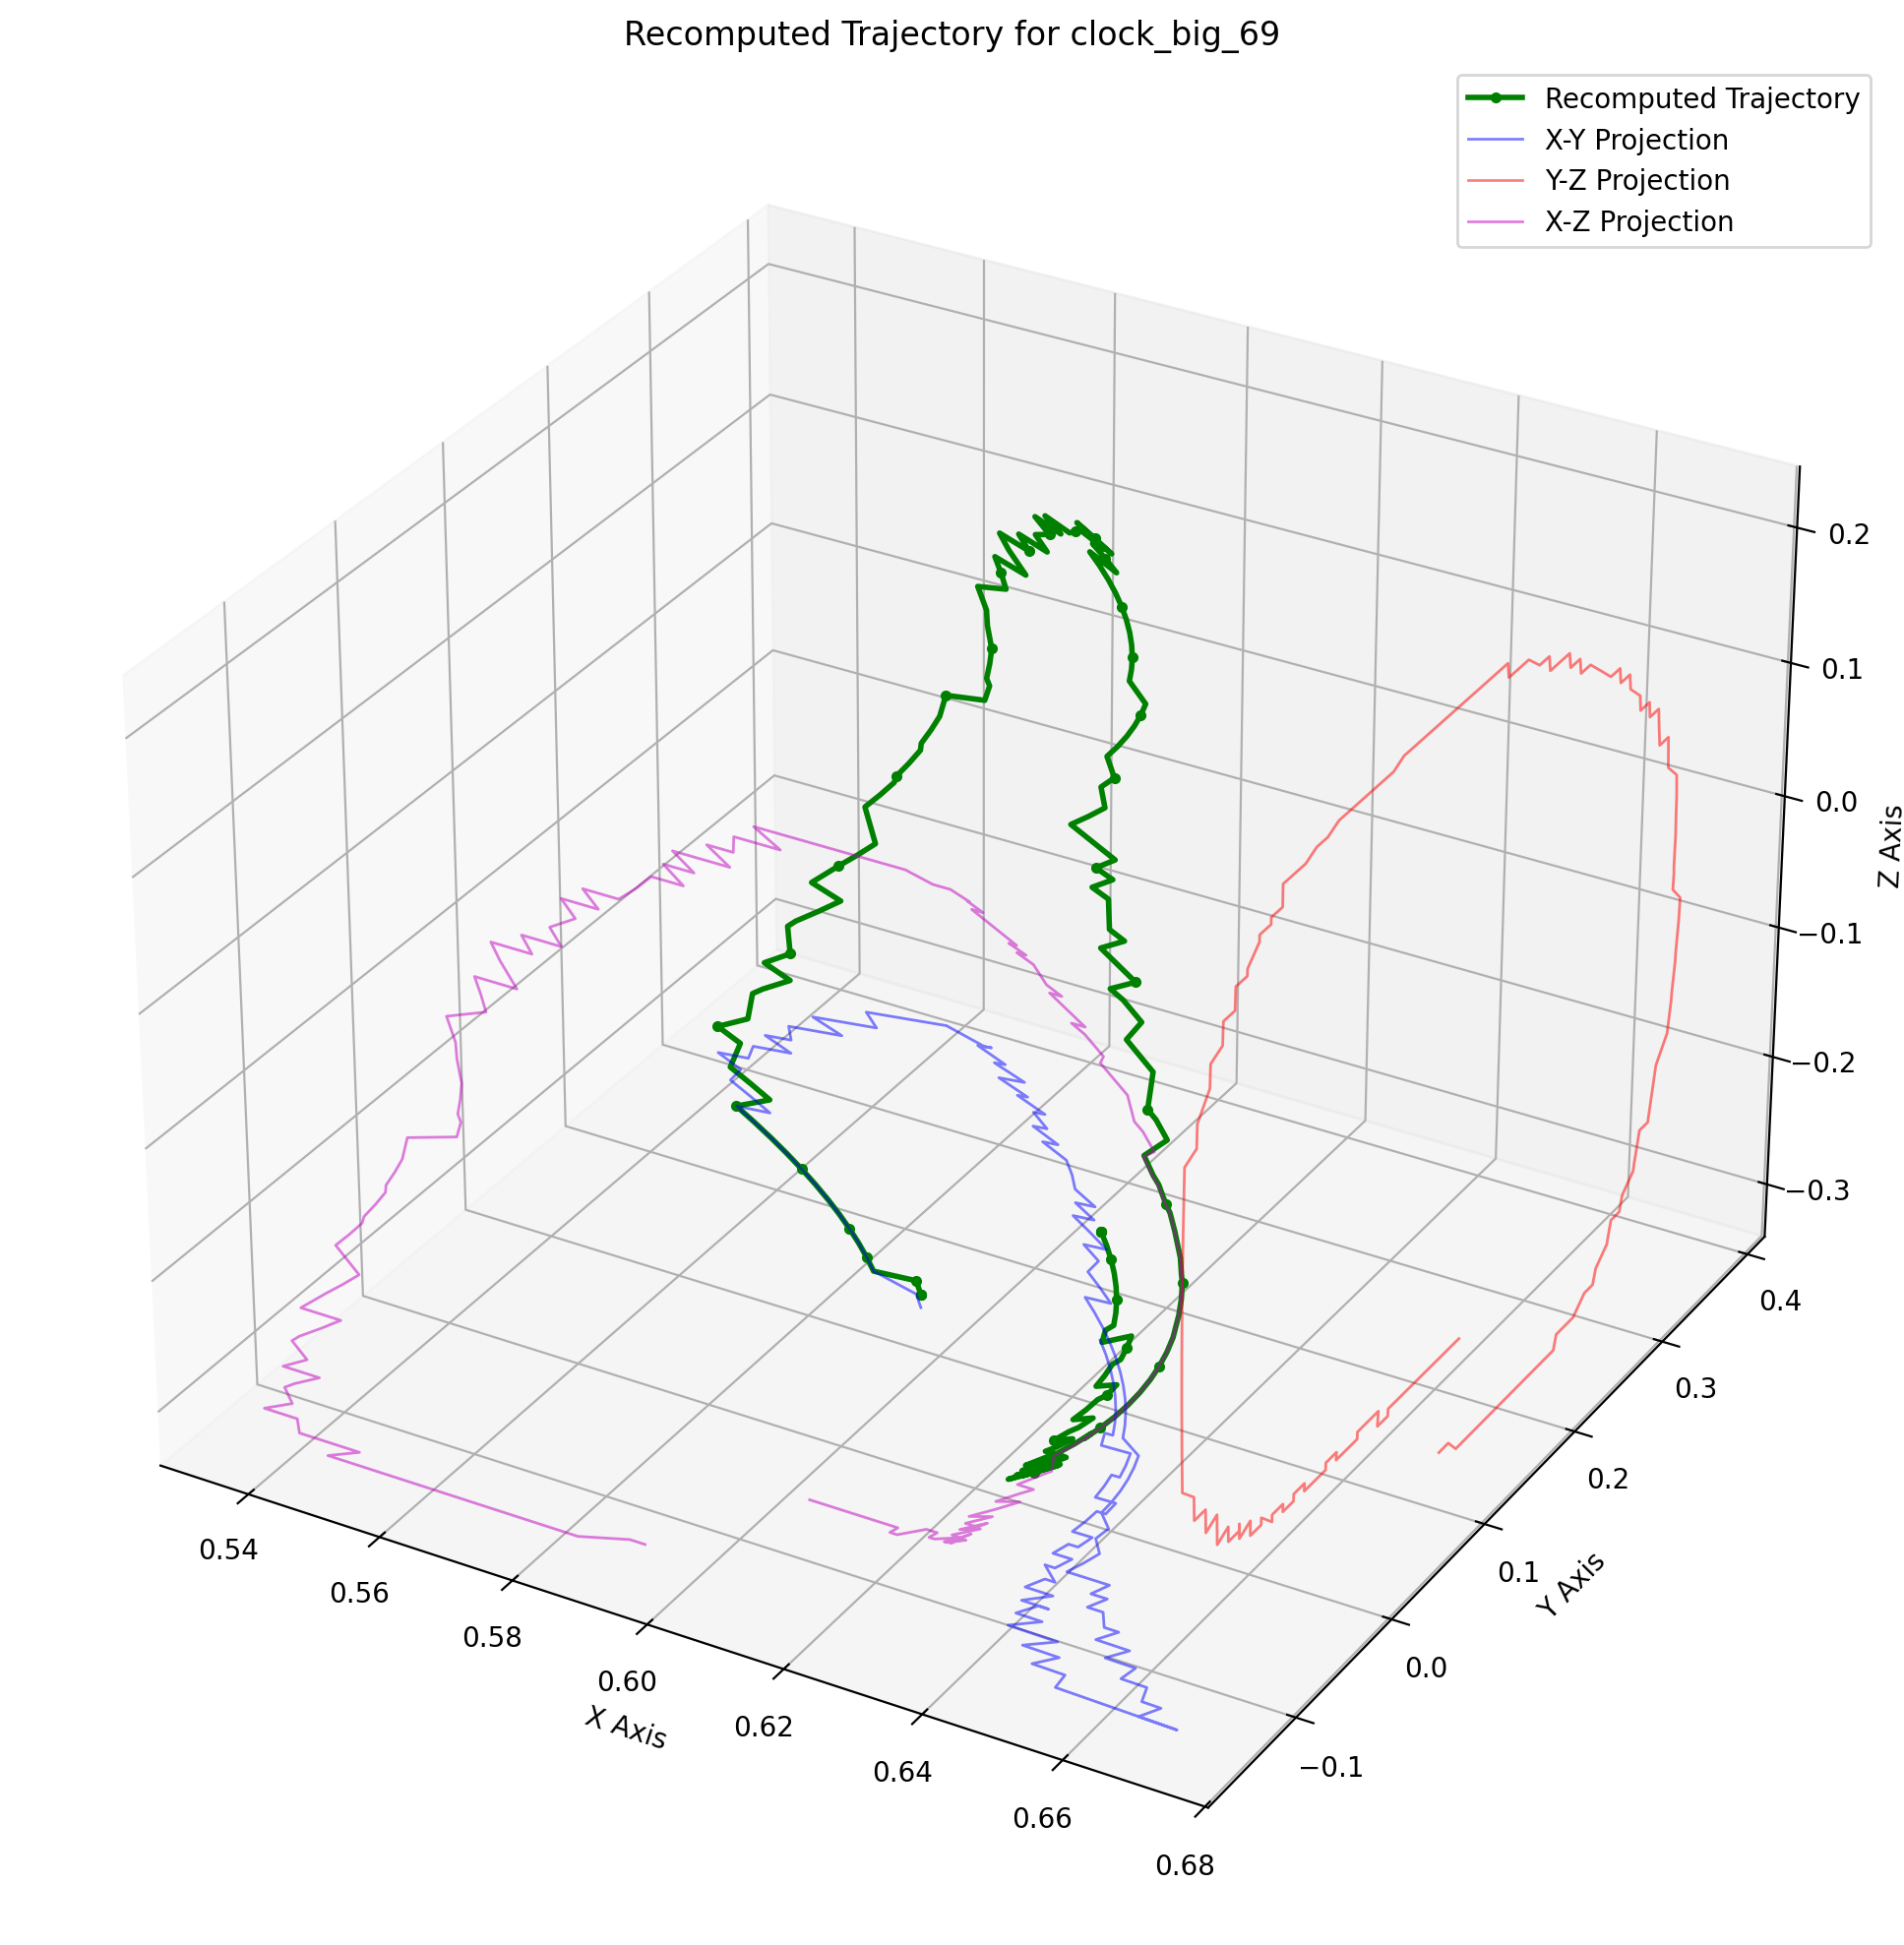 Recomputed Trajectory for clock_big_69
Recomputed Trajectory
X-Y Projection
Y-Z Projection
X-Z Projection
0.2
0.1
0.0
−0.1
−0.2
−0.3
Z Axis
0.4
0.3
0.2
0.1
0.0
−0.1
Y Axis
0.54
0.56
0.58
0.60
0.62
0.64
0.66
0.68
X Axis